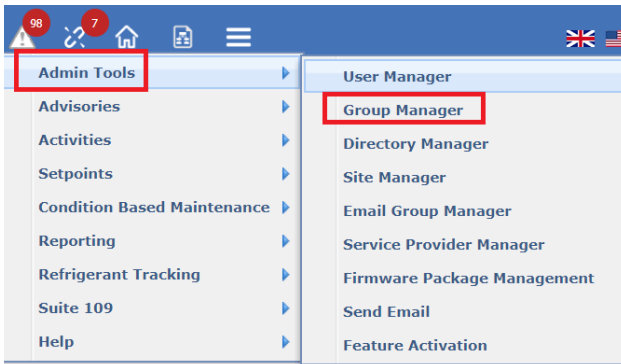 98
7
Admin Tools
Advisories
Activities
Setpoints
Condition Based Maintenance
Reporting
Refrigerant Tracking
Suite 109
Help
User Manager
Group Manager
Directory Manager
Site Manager
Email Group Manager
Service Provider Manager
Firmware Package Management
Send Email
Feature Activation